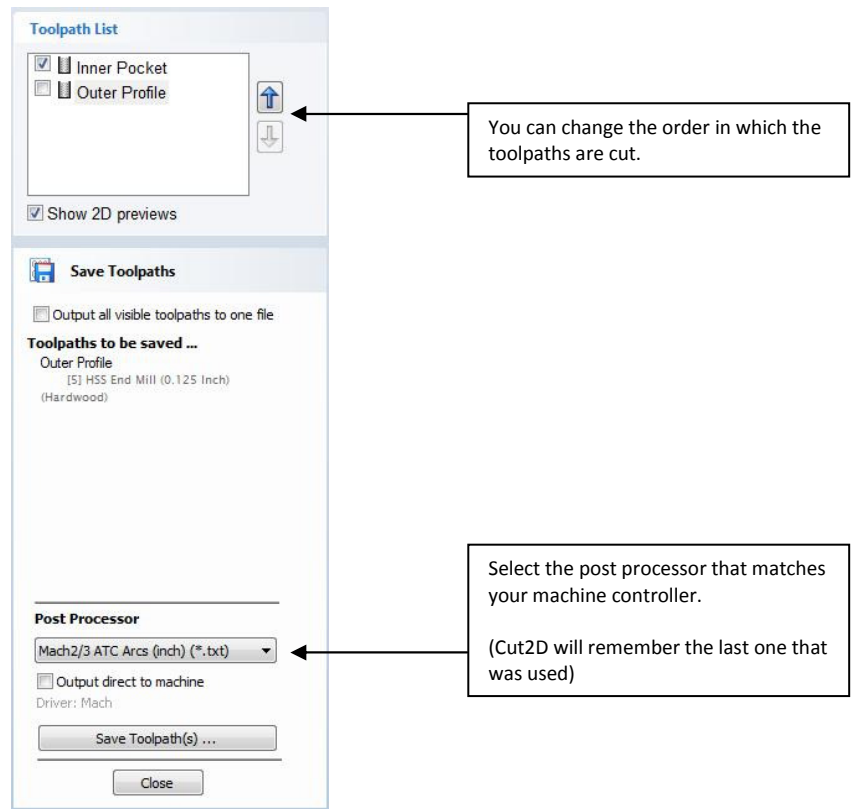 Toolpath List
Inner Pocket
Outer Profile
You can change the order in which the
toolpaths are cut.
Show 2D previews
Save Toolpaths
Output all visible toolpaths to one file
Toolpaths to be saved ...
Outer Profile
[5] HSS End Mill (0.125 Inch)
(Hardwood)
Select the post processor that matches
your machine controller.
(Cut2D will remember the last one that
was used)
Post Processor
Mach2/3 ATC Arcs (inch) (*.txt)
Output direct to machine
Driver: Mach
Save Toolpath(s) ...
Close